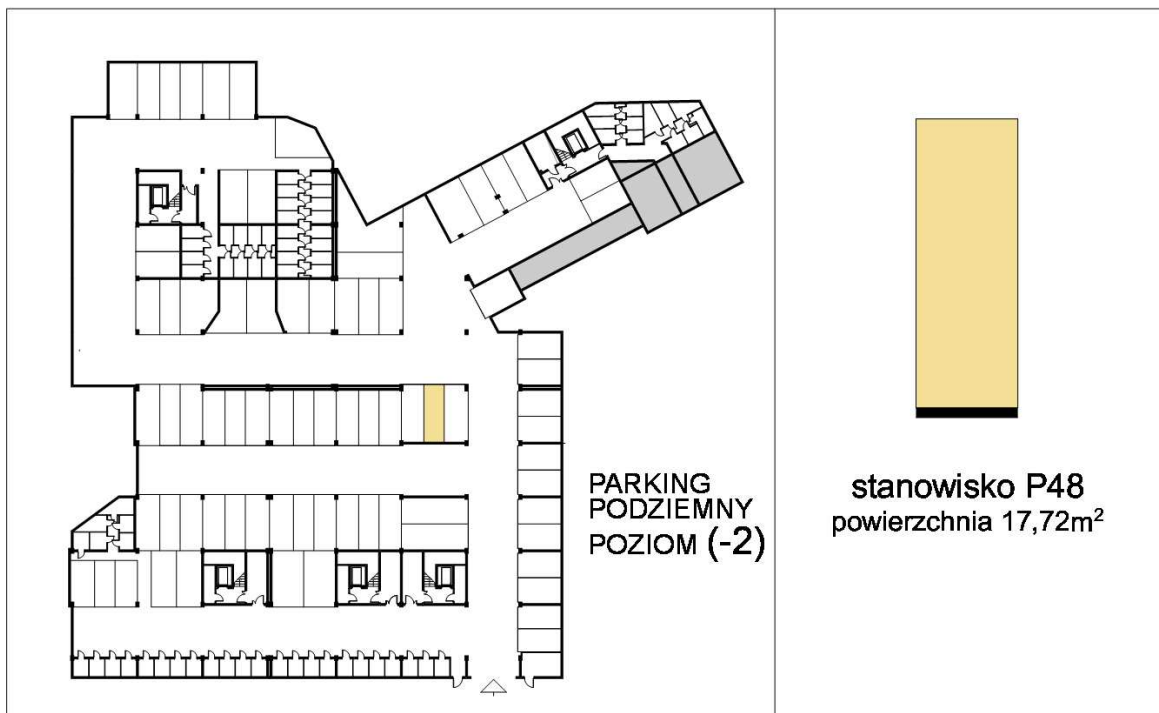 PARKING
PODZIEMNY
POZIOM (-2)
stanowisko P48
powierzchnia 17,72m²